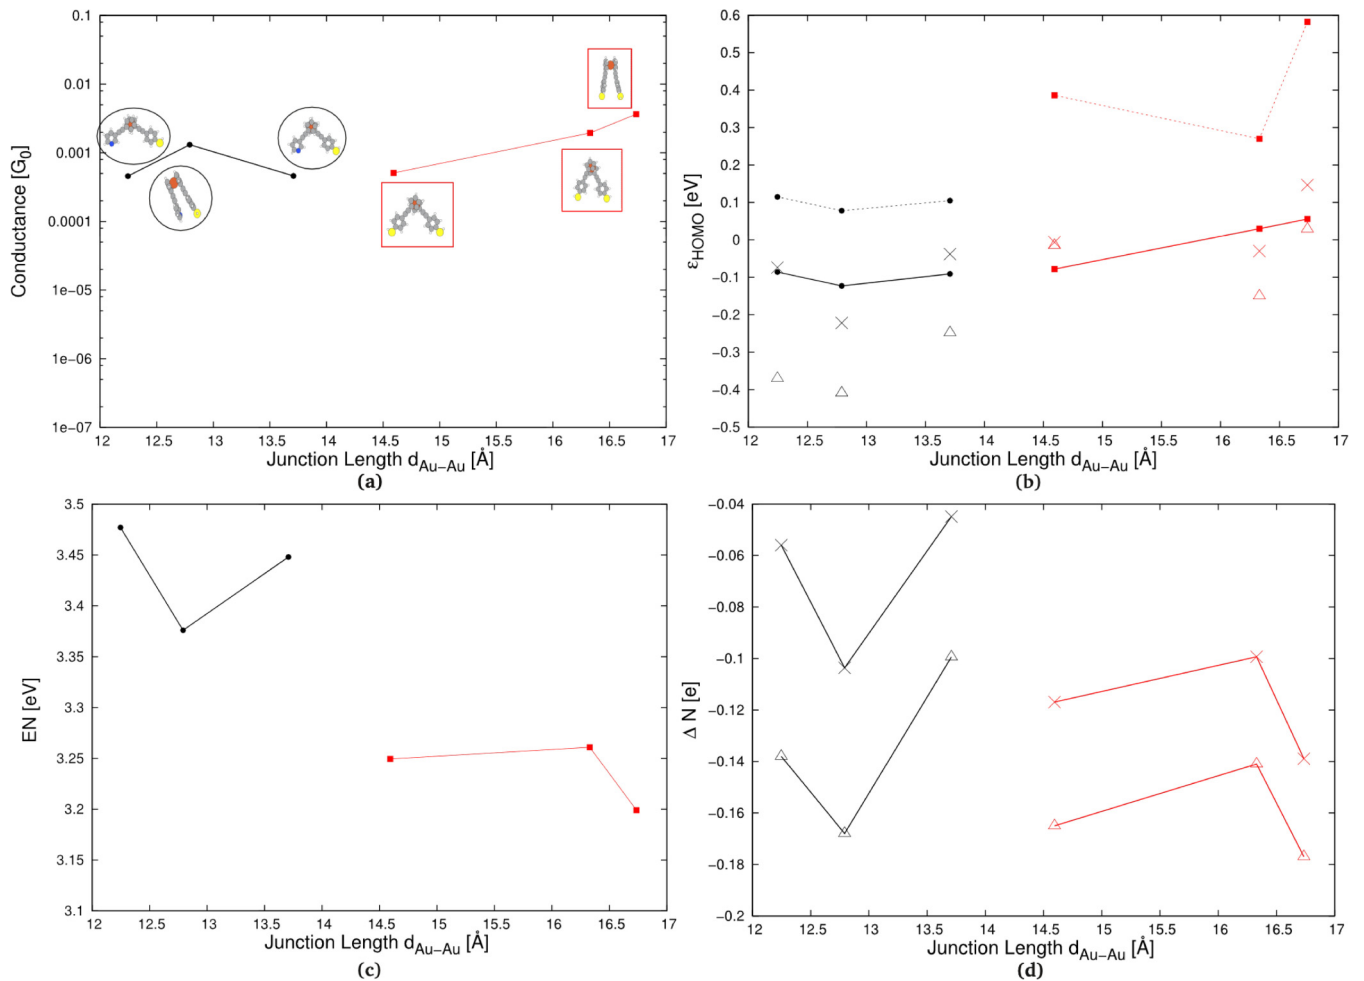 0.1
0.01
0.001
0.0001
1e−05
1e−06
1e−07
Conductance [G0]
12 12.5 13 13.5 14 14.5 15 15.5 16 16.5 17
Junction Length dAu−Au [Å]
(a)
0.6
0.5
0.4
0.3
0.2
0.1
0
−0.1
−0.2
−0.3
−0.4
−0.5
εHOMO [eV]
12 12.5 13 13.5 14 14.5 15 15.5 16 16.5 17
Junction Length dAu−Au [Å]
(b)
3.5
3.45
3.4
3.35
3.3
3.25
3.2
3.15
3.1
EN [eV]
12 12.5 13 13.5 14 14.5 15 15.5 16 16.5 17
Junction Length dAu−Au [Å]
(c)
−0.04
−0.06
−0.08
−0.1
−0.12
−0.14
−0.16
−0.18
−0.2
Δ N [e]
12 12.5 13 13.5 14 14.5 15 15.5 16 16.5 17
Junction Length dAu−Au [Å]
(d)